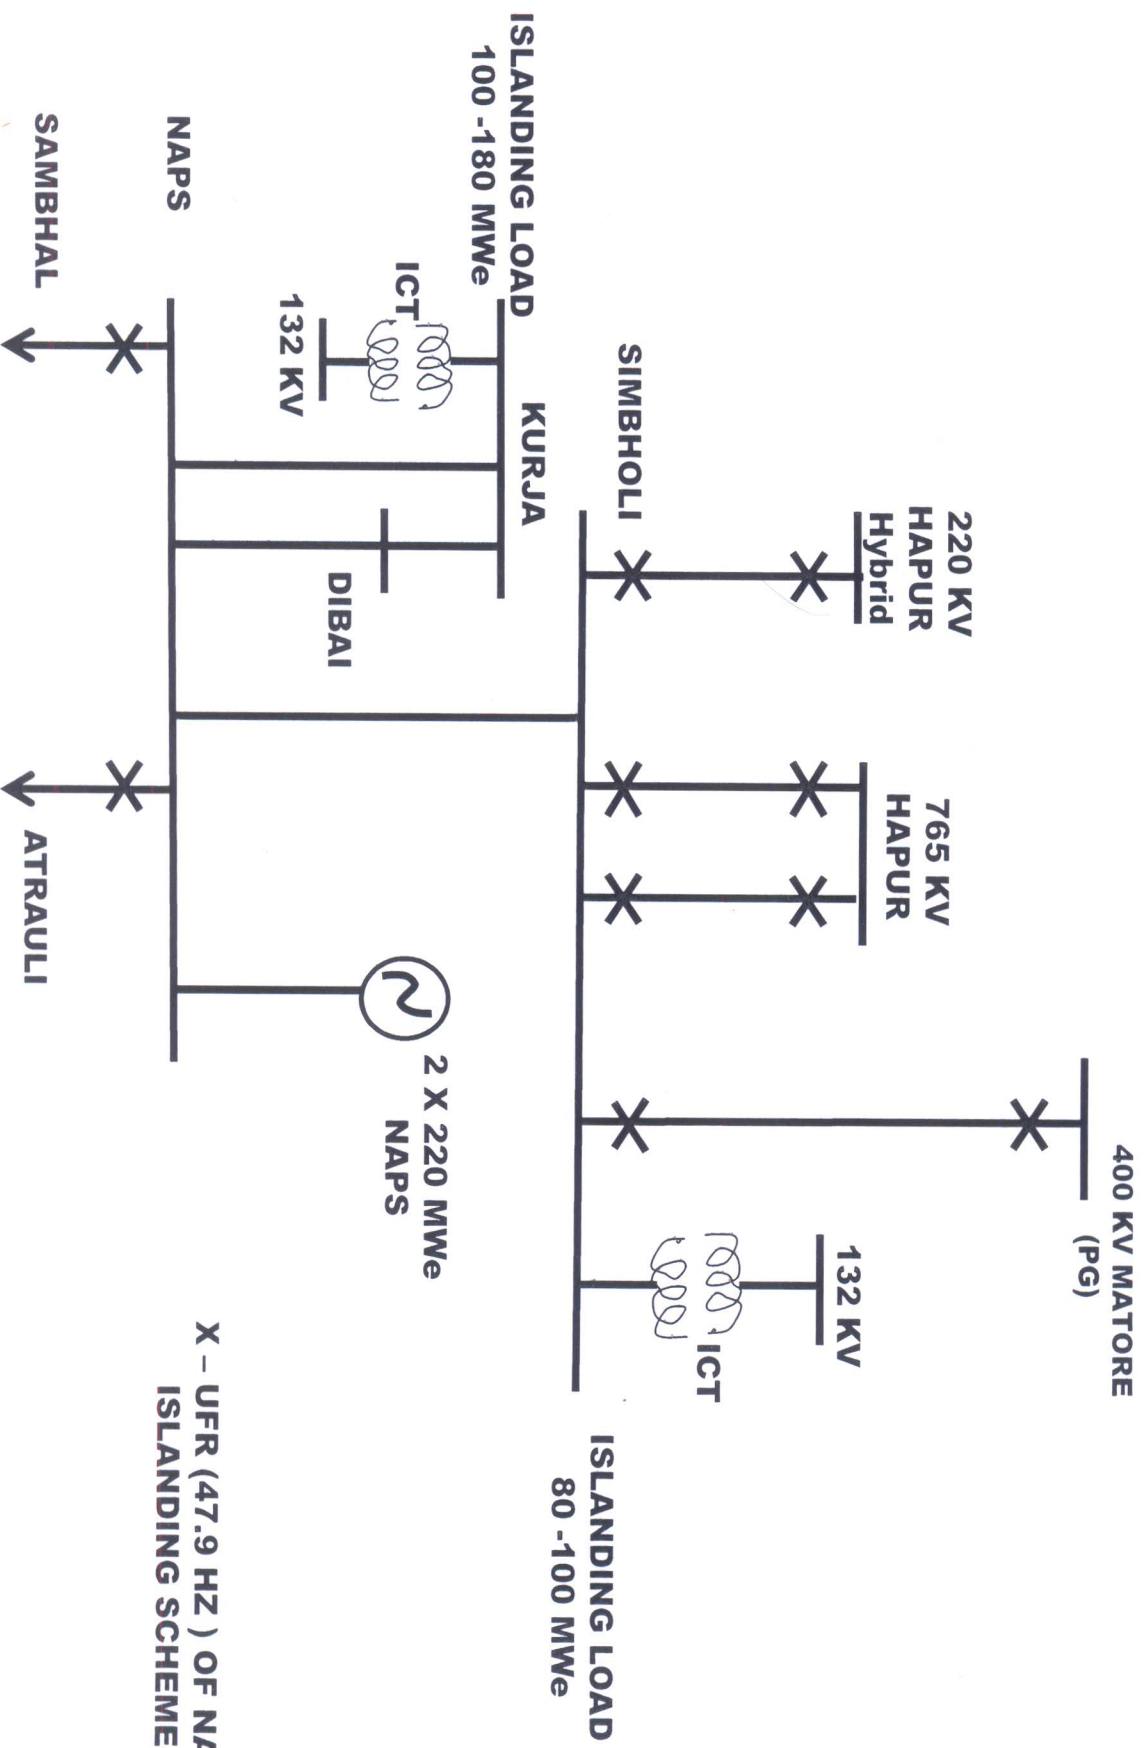 400 KV MATORE
(PG)
220 KV
HAPUR
Hybrid
765 KV
HAPUR
132 KV
ICT
SIMBHOLI
ISLANDING LOAD
80 -100 MWe
ISLANDING LOAD
100 -180 MWe
KURJA
ICT
132 KV
DIBAI
2 X 220 MWe
NAPS
NAPS
X – UFR (47.9 HZ ) OF
ISLANDING SCHEME
SAMBHAL
ATRAULI